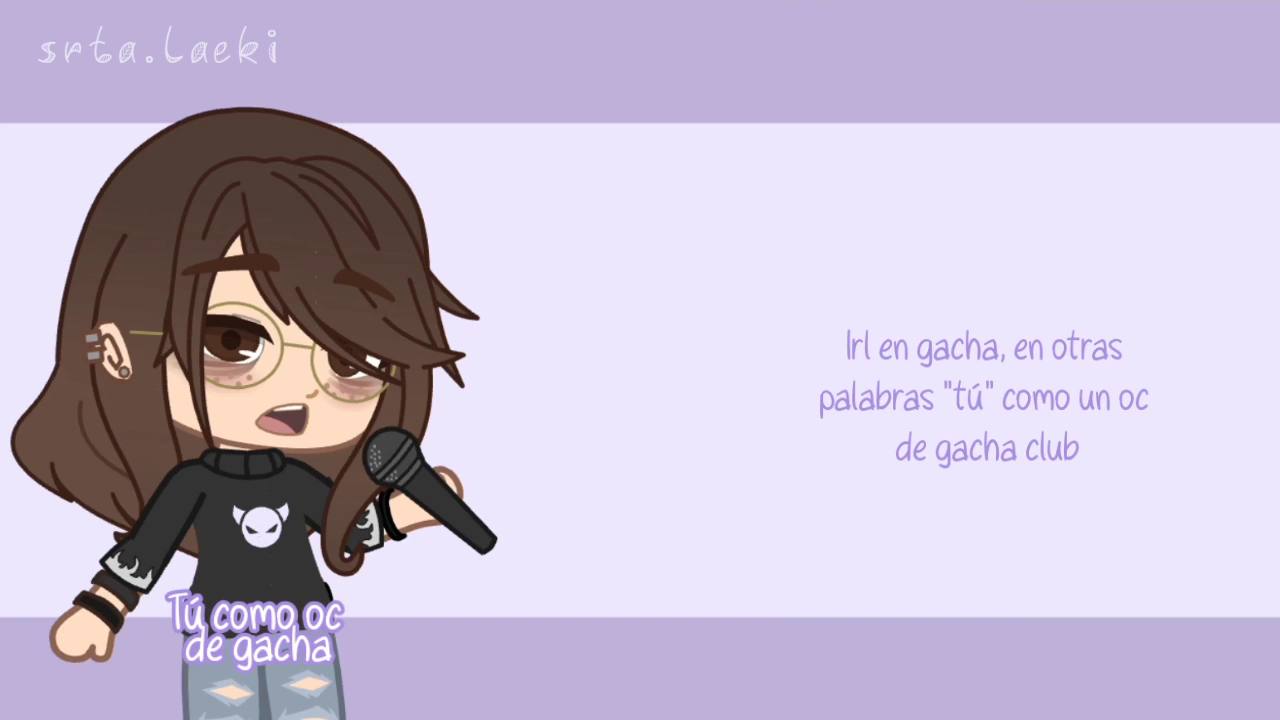 srta.laeki
Irl en gacha, en otras
palabras "tú" como un oc
de gacha club
Tú como oc
de gacha